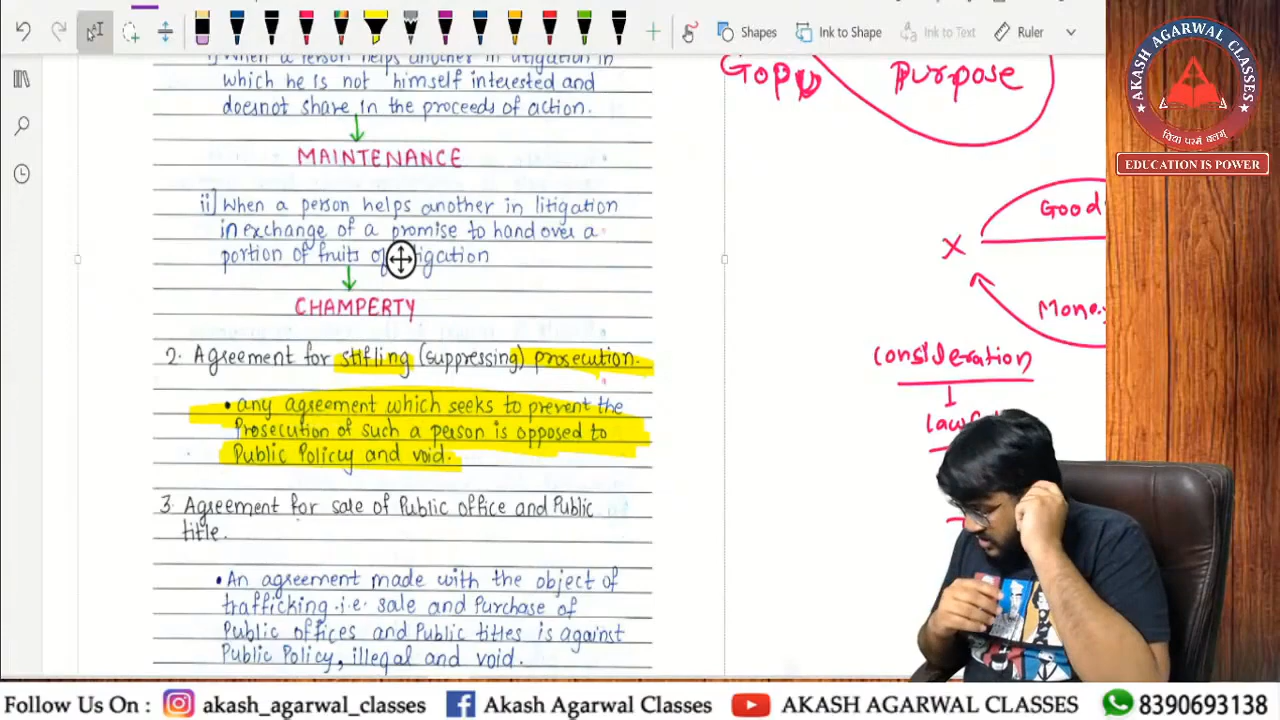 Shapes
Ink to Shape
Ink to Text
Ruler
i) When a person helps another in litigation in
which he is not himself interested and
doesnot share in the proceeds of action.
MAINTENANCE
ii] When a person helps another in litigation
in exchange of a promise to hand over a
portion of fruits of
CHAMPERTY
2. Agreement for stifling (suppressing) prosecution.
• any agreement which seeks to prevent the
Prosecution of such a person is opposed to
Public Policy and void.
3. Agreement for sale of Public office and Public
title.
• An agreement made with the object of
trafficking i.e. sale and Purchase of
Public offices and Public titles is against
Public Policy, illegal and void.
Purpose
X
Good
Money
Consideration
AKASH AGARWAL CLASSES
विद्या परमं बलम्
EDUCATION IS POWER
Follow Us On :
akash_agarwal_classes
Akash Agarwal Classes
AKASH AGARWAL CLASSES
8390693138